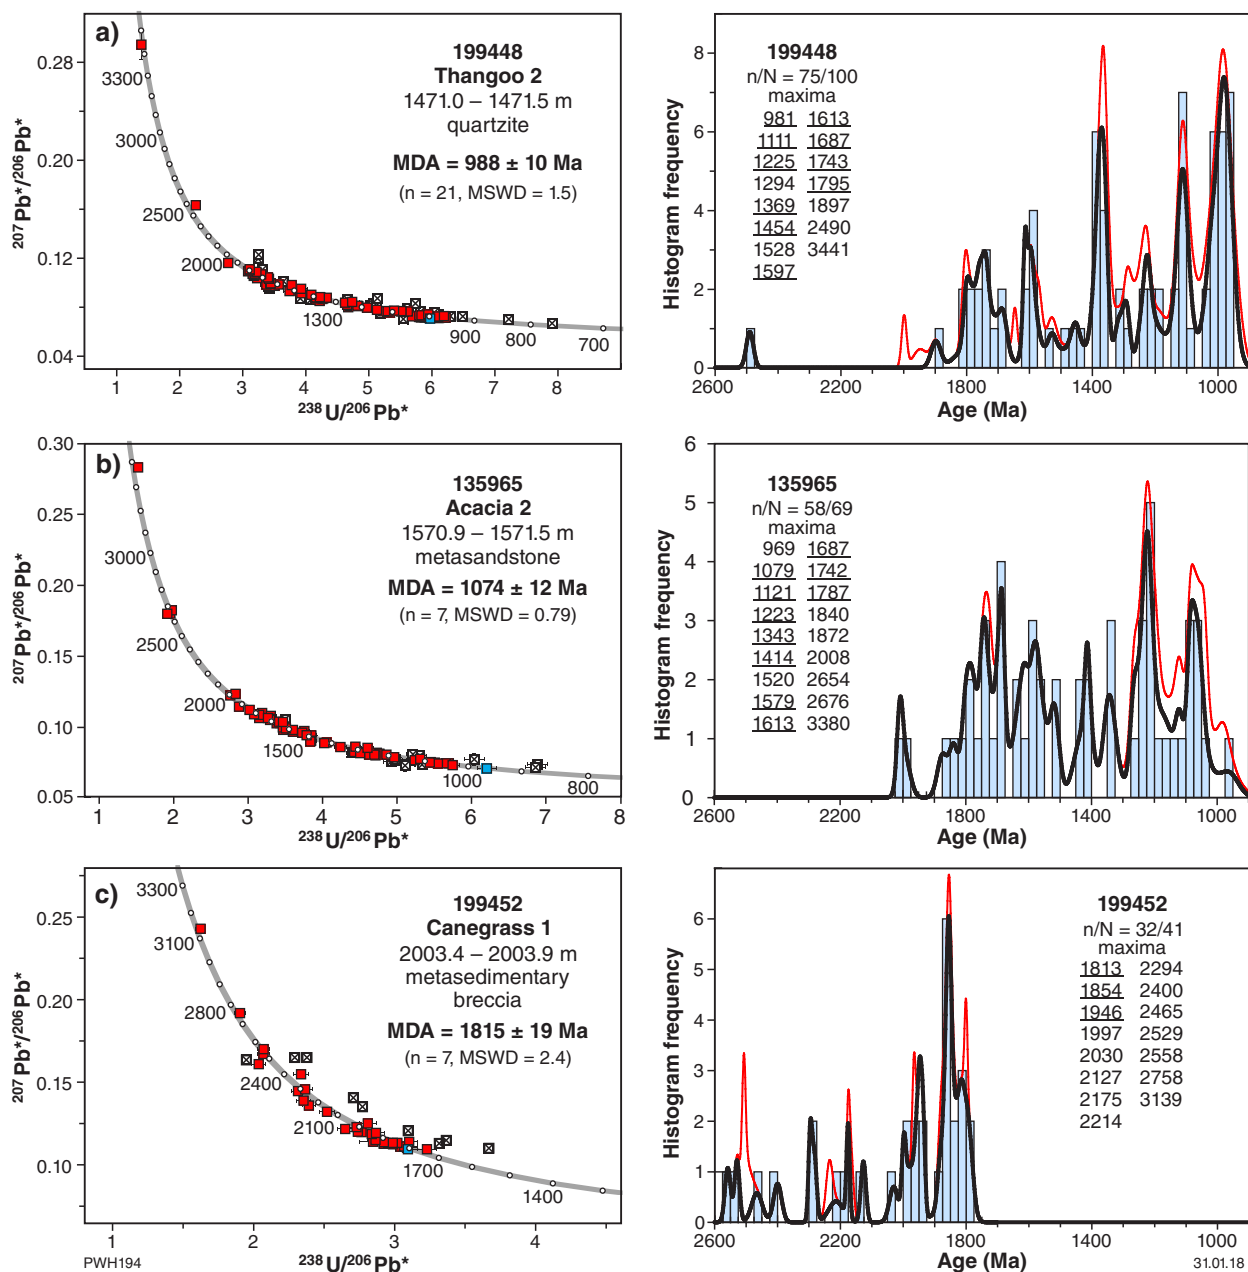 a)
199448
Thangoo 2
1471.0 – 1471.5 m
quartzite
MDA = 988 ± 10 Ma
(n = 21, MSWD = 1.5)
3300
3000
2500
2000
1300
900
800
700
0.28
0.20
0.12
0.04
207Pb*/206Pb*
1 2 3 4 5 6 7 8
238U/206Pb*
199448
n/N = 75/100
maxima
981 1613
1111 1687
1225 1743
1294 1795
1369 1897
1454 2490
1528 3441
1597
Histogram frequency
8
6
4
2
0
2600 2200 1800 1400 1000
Age (Ma)
b)
135965
Acacia 2
1570.9 – 1571.5 m
metasandstone
MDA = 1074 ± 12 Ma
(n = 7, MSWD = 0.79)
3000
2500
2000
1500
1000
800
0.30
0.25
0.20
0.15
0.10
0.05
207Pb*/206Pb*
1 2 3 4 5 6 7 8
238U/206Pb*
135965
n/N = 58/69
maxima
969 1687
1079 1742
1121 1787
1223 1840
1343 1872
1414 2008
1520 2654
1579 2676
1613 3380
Histogram frequency
6
5
4
3
2
1
0
2600 2200 1800 1400 1000
Age (Ma)
c)
199452
Canegrass 1
2003.4 – 2003.9 m
metasedimentary
breccia
MDA = 1815 ± 19 Ma
(n = 7, MSWD = 2.4)
3300
3100
2800
2400
2100
1700
1400
0.25
0.20
0.15
0.10
207Pb*/206Pb*
1 2 3 4
238U/206Pb*
199452
n/N = 32/41
maxima
1813 2294
1854 2400
1946 2465
1997 2529
2030 2558
2127 2758
2175 3139
2214
Histogram frequency
6
5
4
3
2
1
0
2600 2200 1800 1400 1000
Age (Ma)
PWH194
31.01.18